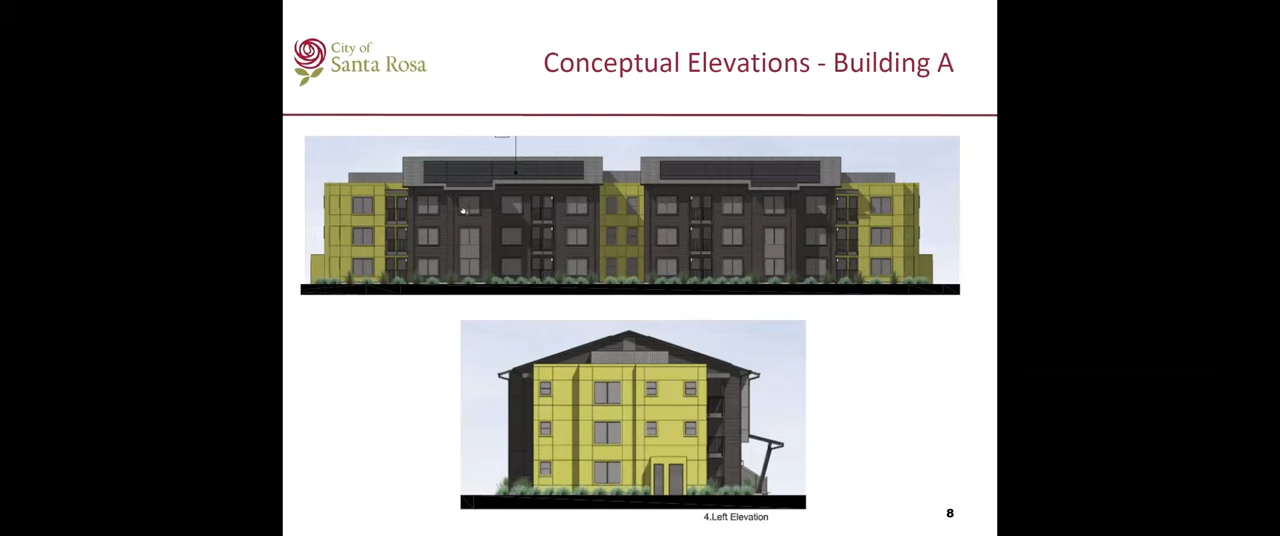 City of
Santa Rosa
Conceptual Elevations - Building A
4.Left Elevation
8